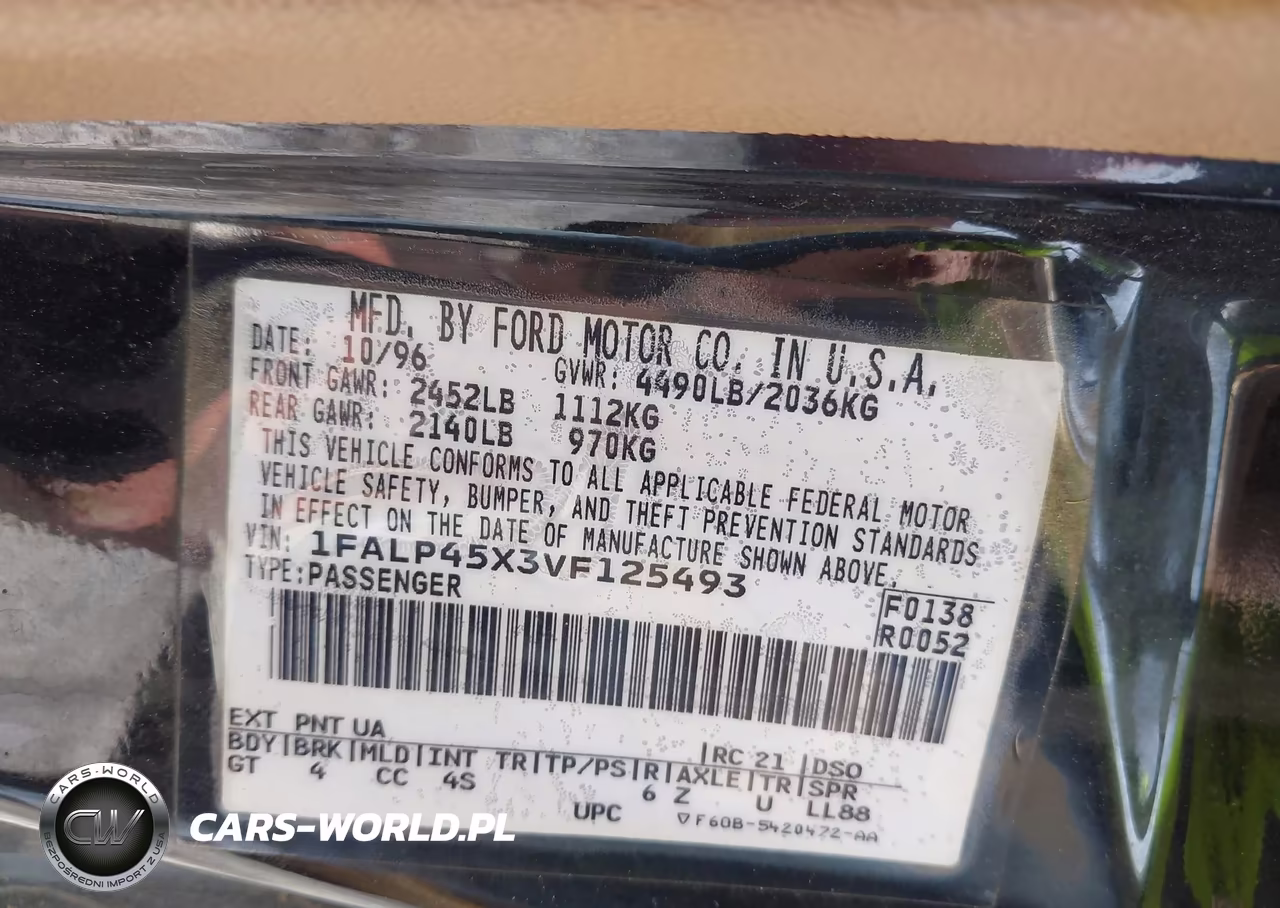 MFD. BY FORD MOTOR CO. IN U.S.A.
DATE: 10/96 GVWR: 4490LB/2036KG
FRONT GAWR: 2452LB 1112KG
REAR GAWR: 2140LB 970KG
THIS VEHICLE CONFORMS TO ALL APPLICABLE FEDERAL MOTOR
VEHICLE SAFETY, BUMPER, AND THEFT PREVENTION STANDARDS
IN EFFECT ON THE DATE OF MANUFACTURE SHOWN ABOVE.
VIN: 1FALP45X3VF125493
TYPE:PASSENGER
F0138
R0052
EXT PNT UA |RC 21 |DSO
BDY|BRK|MLD|INT TR|TP/PS|R|AXLE|TR|SPR
GT 4 CC 4S 6 Z U LL88
UPC ▽F60B-5420472-AA
CARS-WORLD
CW
BEZPOŚREDNI IMPORT Z USA
CARS-WORLD.PL